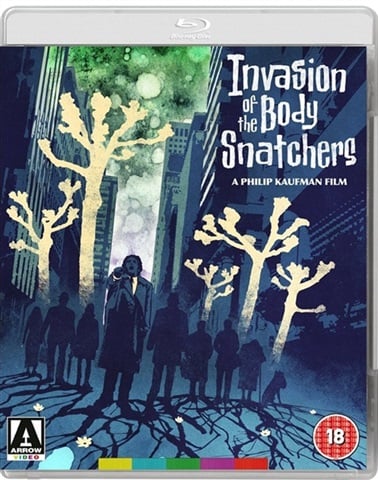 Blu-ray Disc
Invasion
of the Body
Snatchers
A PHILIP KAUFMAN FILM
ARROW
VIDEO
18